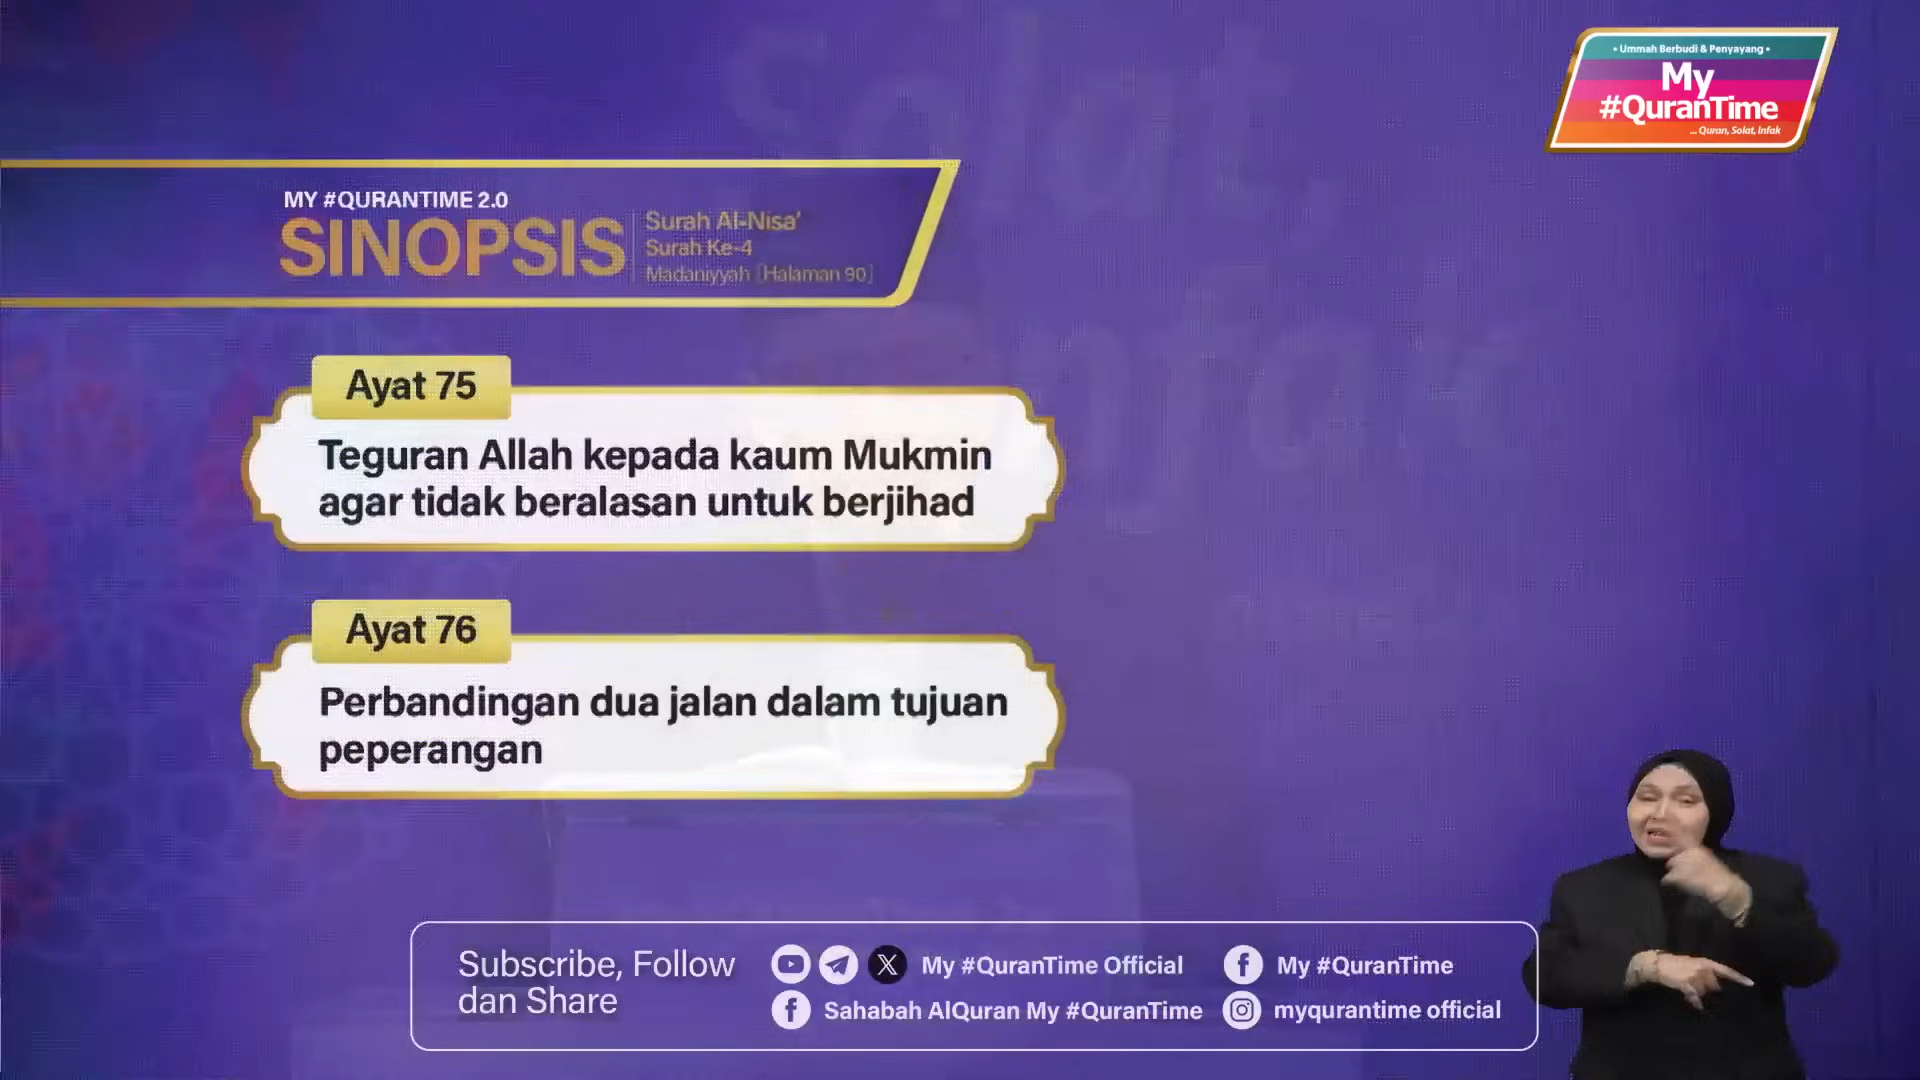 • Ummah Berbudi & Penyayang •
My
#QuranTime
... Quran, Solat, Infak
MY #QURANTIME 2.0
SINOPSIS
Surah Al-Nisa'
Surah Ke-4
Madaniyyah [Halaman 90]
Ayat 75
Teguran Allah kepada kaum Mukmin
agar tidak beralasan untuk berjihad
Ayat 76
Perbandingan dua jalan dalam tujuan
peperangan
Subscribe, Follow
dan Share
My #QuranTime Official
My #QuranTime
Sahabah AlQuran My #QuranTime
myqurantime official